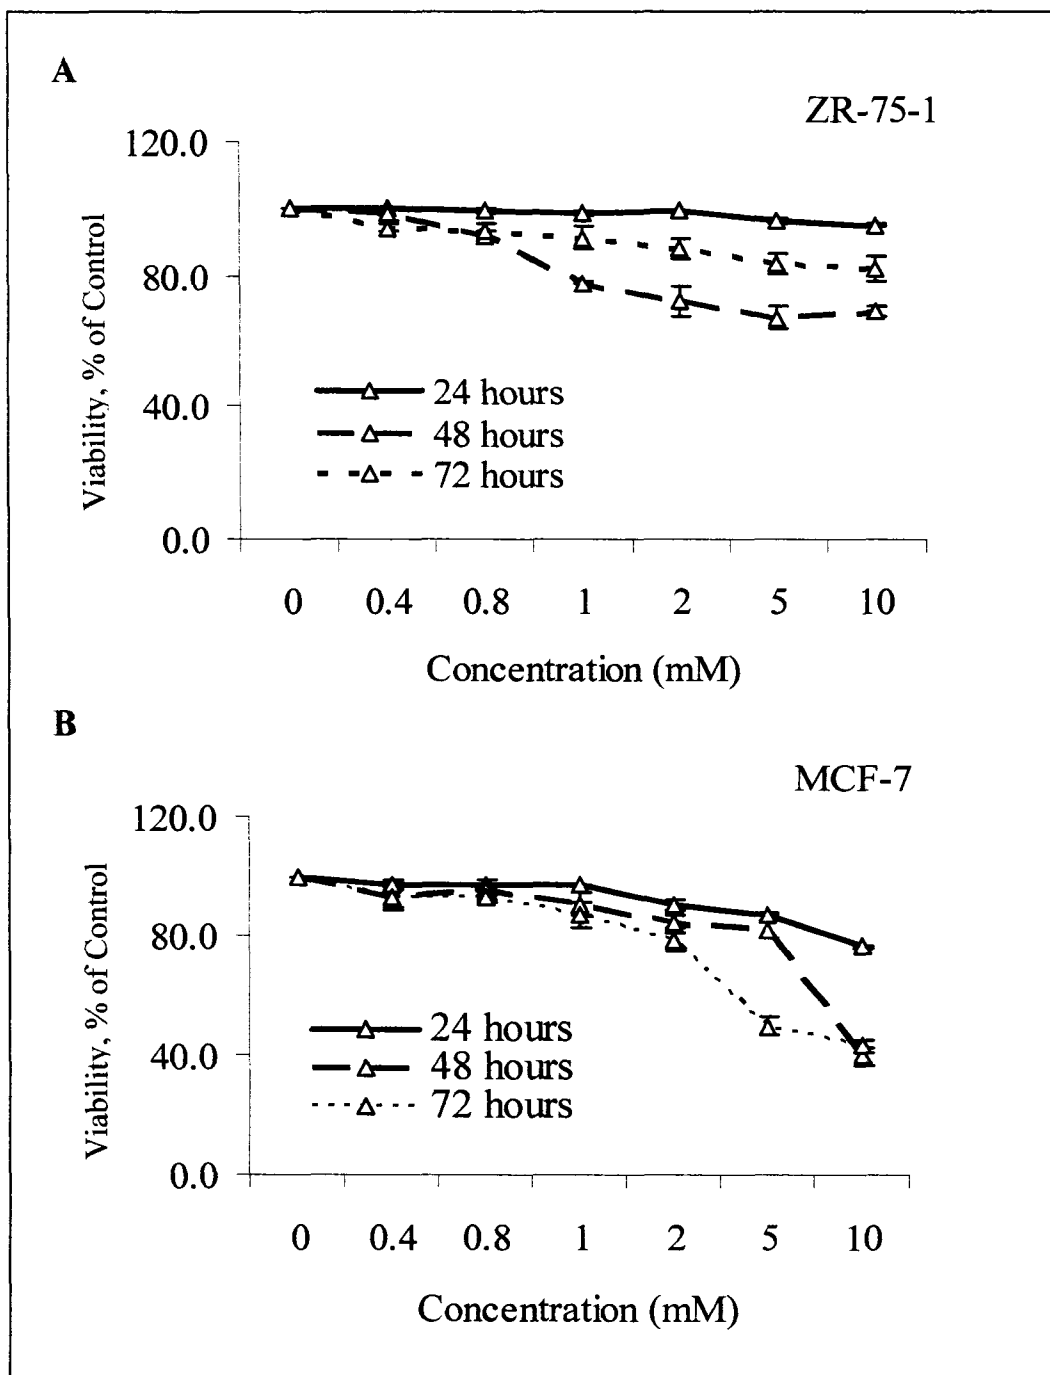 A
ZR-75-1
120.0
80.0
40.0
0.0
Viability, % of Control
24 hours
48 hours
72 hours
0 0.4 0.8 1 2 5 10
Concentration (mM)
B
MCF-7
120.0
80.0
40.0
0.0
Viability, % of Control
24 hours
48 hours
72 hours
0 0.4 0.8 1 2 5 10
Concentration (mM)